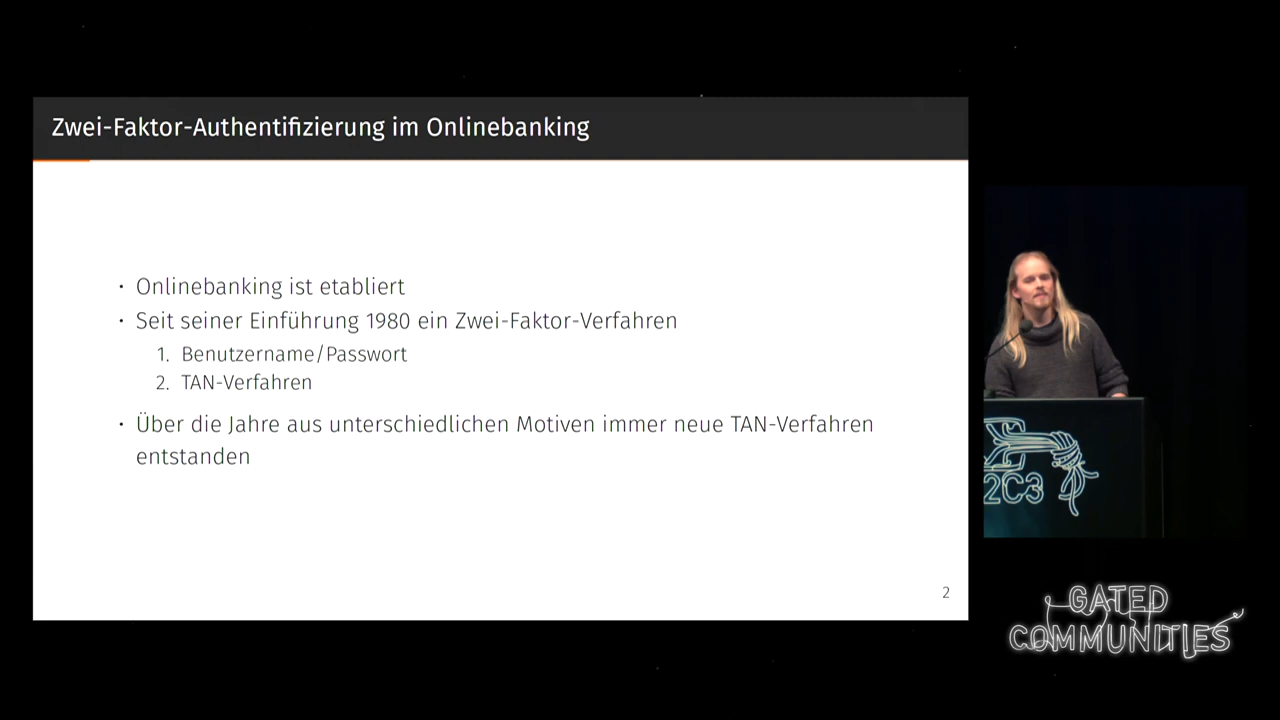 Zwei-Faktor-Authentifizierung im Onlinebanking
· Onlinebanking ist etabliert
· Seit seiner Einführung 1980 ein Zwei-Faktor-Verfahren
1. Benutzername/Passwort
2. TAN-Verfahren
· Über die Jahre aus unterschiedlichen Motiven immer neue TAN-Verfahren
entstanden
2
2C3
GATED
COMMUNITIES